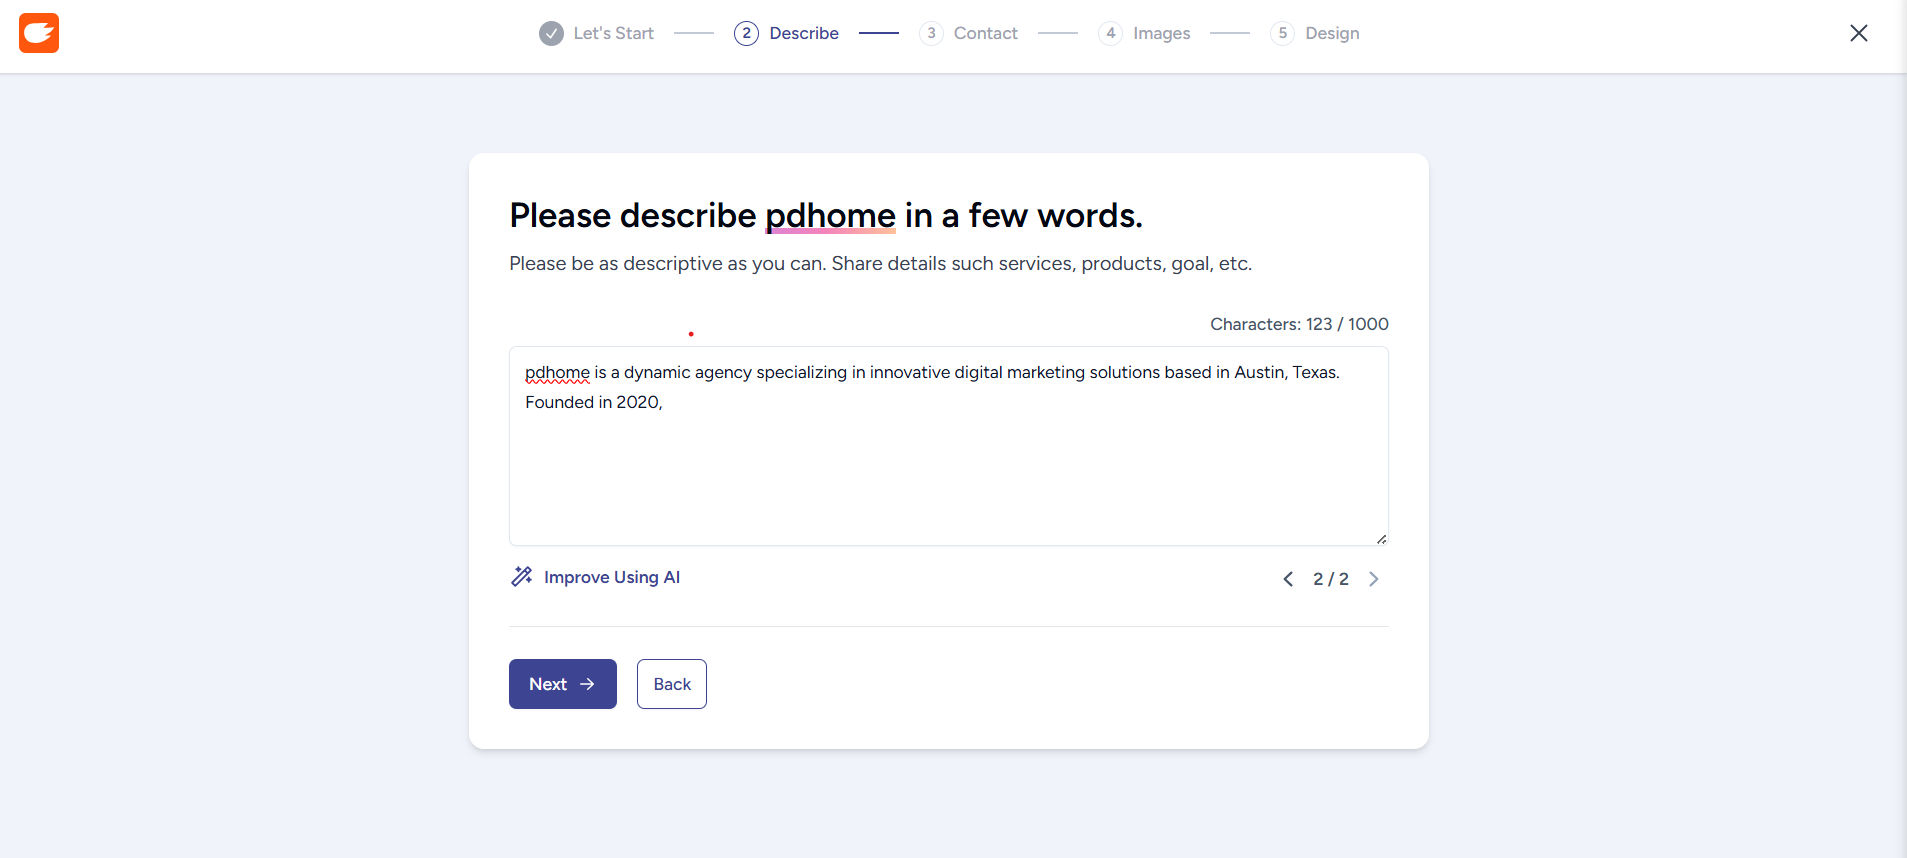 Let's Start
2 Describe
3 Contact
4 Images
5 Design
Please describe pdhome in a few words.
Please be as descriptive as you can. Share details such services, products, goal, etc.
Characters: 123 / 1000
pdhome is a dynamic agency specializing in innovative digital marketing solutions based in Austin, Texas.
Founded in 2020,
Improve Using AI
2 / 2
Next
Back